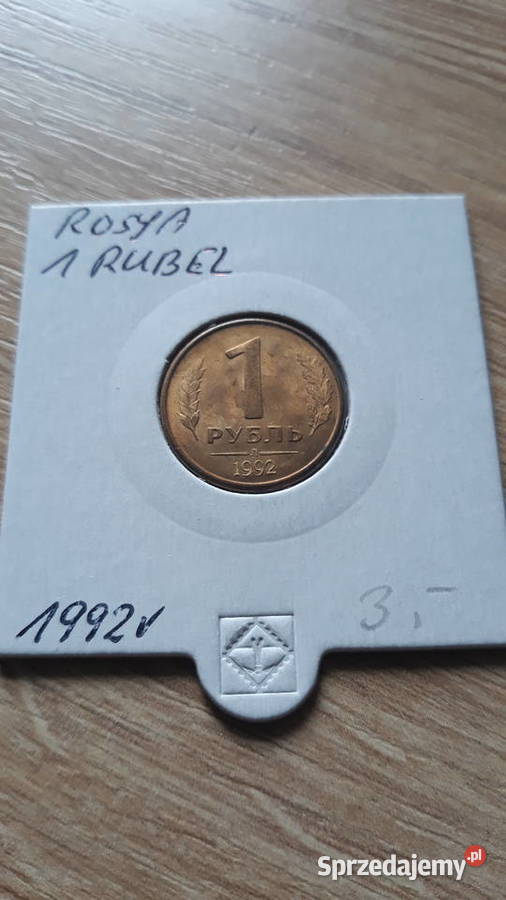 ROSYA
1 RUBEL
1
РУБЛЬ
Л
1992
1992r
3,-
Sprzedajemy.pl